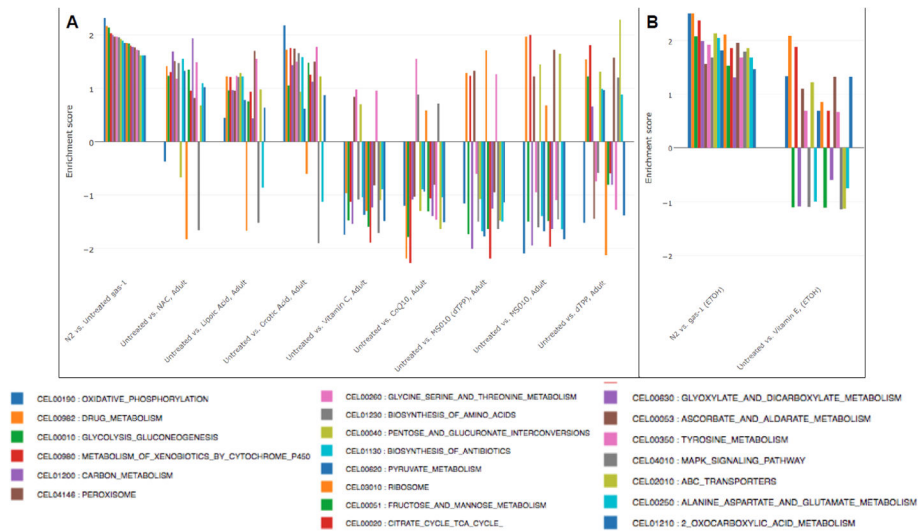 A
B
Enrichment score
2
1
0
−1
−2
N2 vs. Untreated gas-1
Untreated vs. NAC, Adult
Untreated vs. Lipoic Acid, Adult
Untreated vs. Orotic Acid, Adult
Untreated vs. Vitamin C, Adult
Untreated vs. CoQ10, Adult
Untreated vs. MS010 (dTPP), Adult
Untreated vs. MS010, Adult
Untreated vs. dTPP, Adult
Enrichment score
2
1
0
−1
−2
N2 vs. gas-1 (ETOH)
Untreated vs. Vitamin E, (ETOH)
CEL00190 : OXIDATIVE_PHOSPHORYLATION
CEL00982 : DRUG_METABOLISM
CEL00010 : GLYCOLYSIS_GLUCONEOGENESIS
CEL00980 : METABOLISM_OF_XENOBIOTICS_BY_CYTOCHROME_P450
CEL01200 : CARBON_METABOLISM
CEL04146 : PEROXISOME
CEL00260 : GLYCINE_SERINE_AND_THREONINE_METABOLISM
CEL01230 : BIOSYNTHESIS_OF_AMINO_ACIDS
CEL00040 : PENTOSE_AND_GLUCURONATE_INTERCONVERSIONS
CEL01130 : BIOSYNTHESIS_OF_ANTIBIOTICS
CEL00620 : PYRUVATE_METABOLISM
CEL03010 : RIBOSOME
CEL00051 : FRUCTOSE_AND_MANNOSE_METABOLISM
CEL00020 : CITRATE_CYCLE_TCA_CYCLE_
CEL00630 : GLYOXYLATE_AND_DICARBOXYLATE_METABOLISM
CEL00053 : ASCORBATE_AND_ALDARATE_METABOLISM
CEL00350 : TYROSINE_METABOLISM
CEL04010 : MAPK_SIGNALING_PATHWAY
CEL02010 : ABC_TRANSPORTERS
CEL00250 : ALANINE_ASPARTATE_AND_GLUTAMATE_METABOLISM
CEL01210 : 2_OXOCARBOXYLIC_ACID_METABOLISM